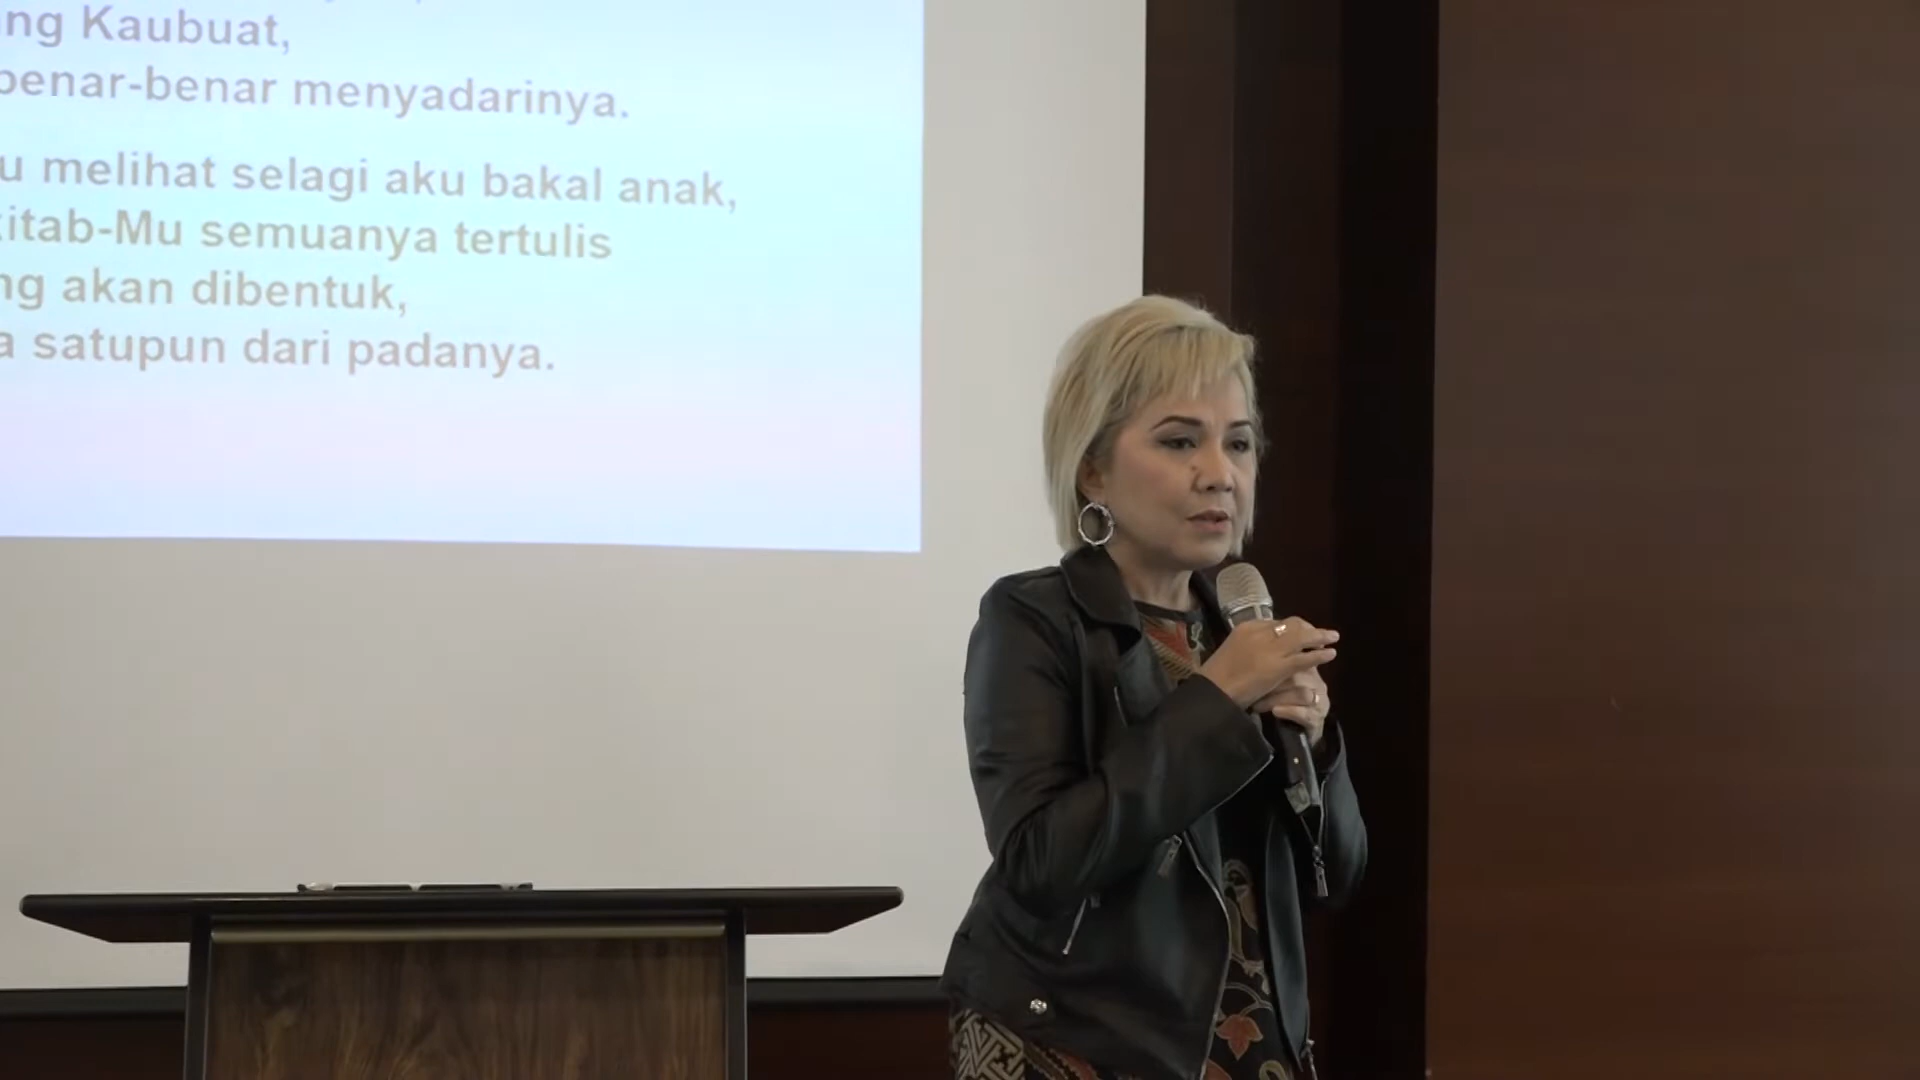 ng Kaubuat,
benar-benar menyadarinya.
u melihat selagi aku bakal anak,
kitab-Mu semuanya tertulis
ng akan dibentuk,
a satupun dari padanya.